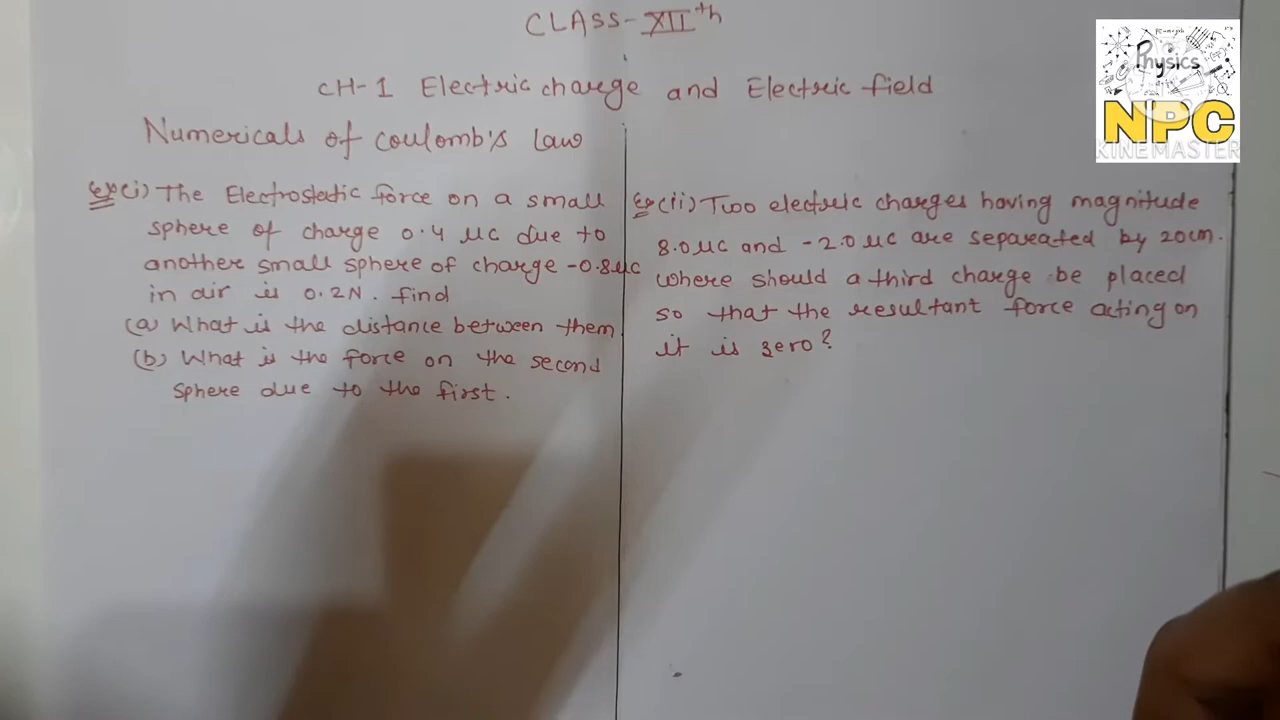 CLASS-XIIth
CH-1 Electric charge and Electric field
Numericals of coulomb's Law
Ex(i) The Electrostatic force on a small
sphere of charge 0.4 μc due to
another small sphere of charge -0.8μc
in air is 0.2N. find
(a) What is the distance between them
(b) What is the force on the second
sphere due to the first.
Ex(ii) Two electric charges having magnitude
8.0μc and -2.0μc are separated by 20cm.
where should a third charge be placed
so that the resultant force acting on
it is zero?
Physics
NPC
KINEMASTER